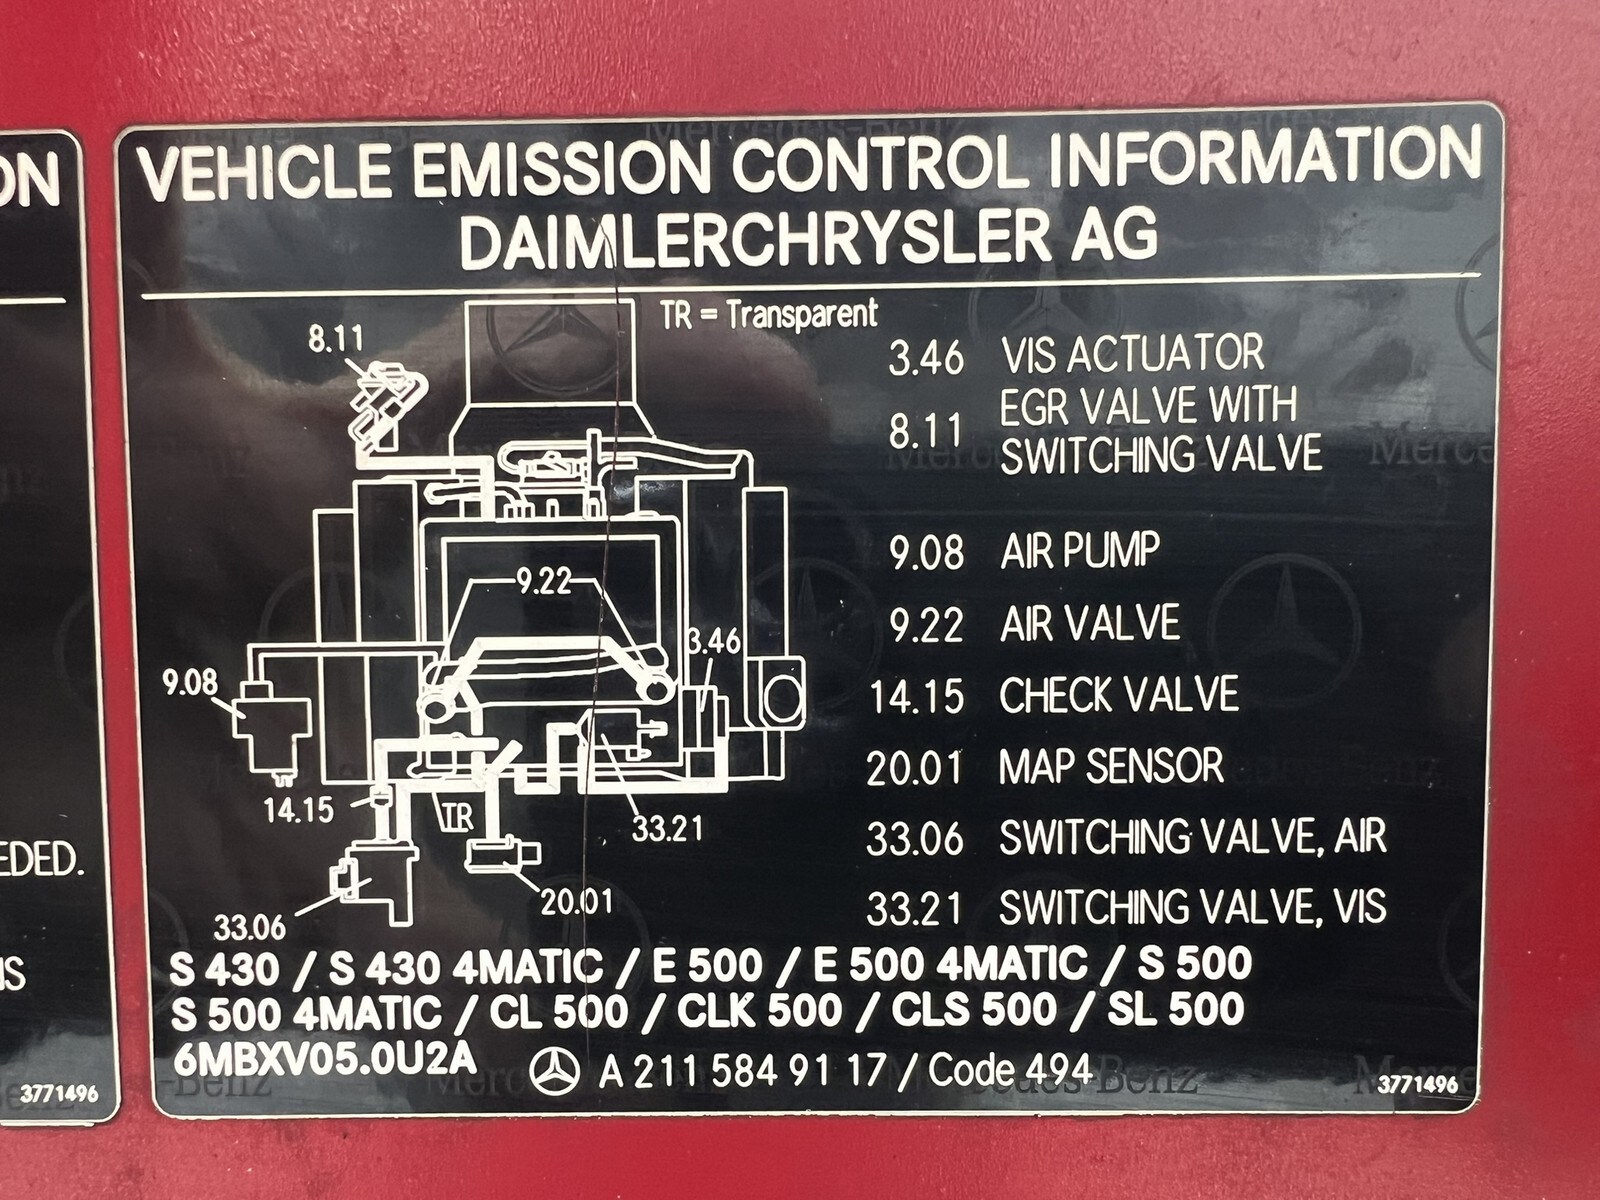 ON
EDED.
IS
3771496
VEHICLE EMISSION CONTROL INFORMATION
DAIMLERCHRYSLER AG
TR = Transparent
8.11
9.22
3.46
9.08
14.15
TR
33.21
20.01
33.06
3.46 VIS ACTUATOR
8.11 EGR VALVE WITH
SWITCHING VALVE
9.08 AIR PUMP
9.22 AIR VALVE
14.15 CHECK VALVE
20.01 MAP SENSOR
33.06 SWITCHING VALVE, AIR
33.21 SWITCHING VALVE, VIS
S 430 / S 430 4MATIC / E 500 / E 500 4MATIC / S 500
S 500 4MATIC / CL 500 / CLK 500 / CLS 500 / SL 500
6MBXV05.0U2A A 211 584 91 17 / Code 494
3771496